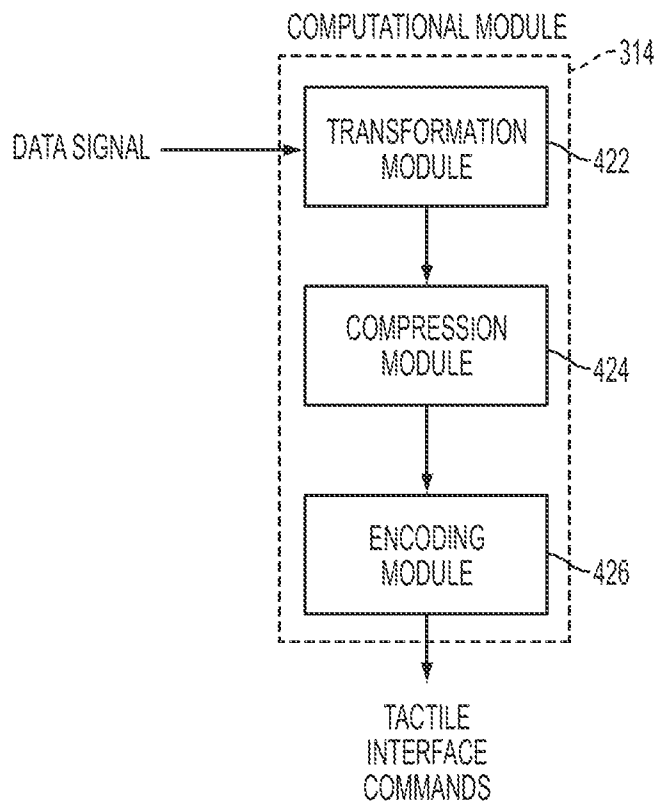 COMPUTATIONAL MODULE
314
DATA SIGNAL
TRANSFORMATION
MODULE
422
COMPRESSION
MODULE
424
ENCODING
MODULE
426
TACTILE
INTERFACE
COMMANDS